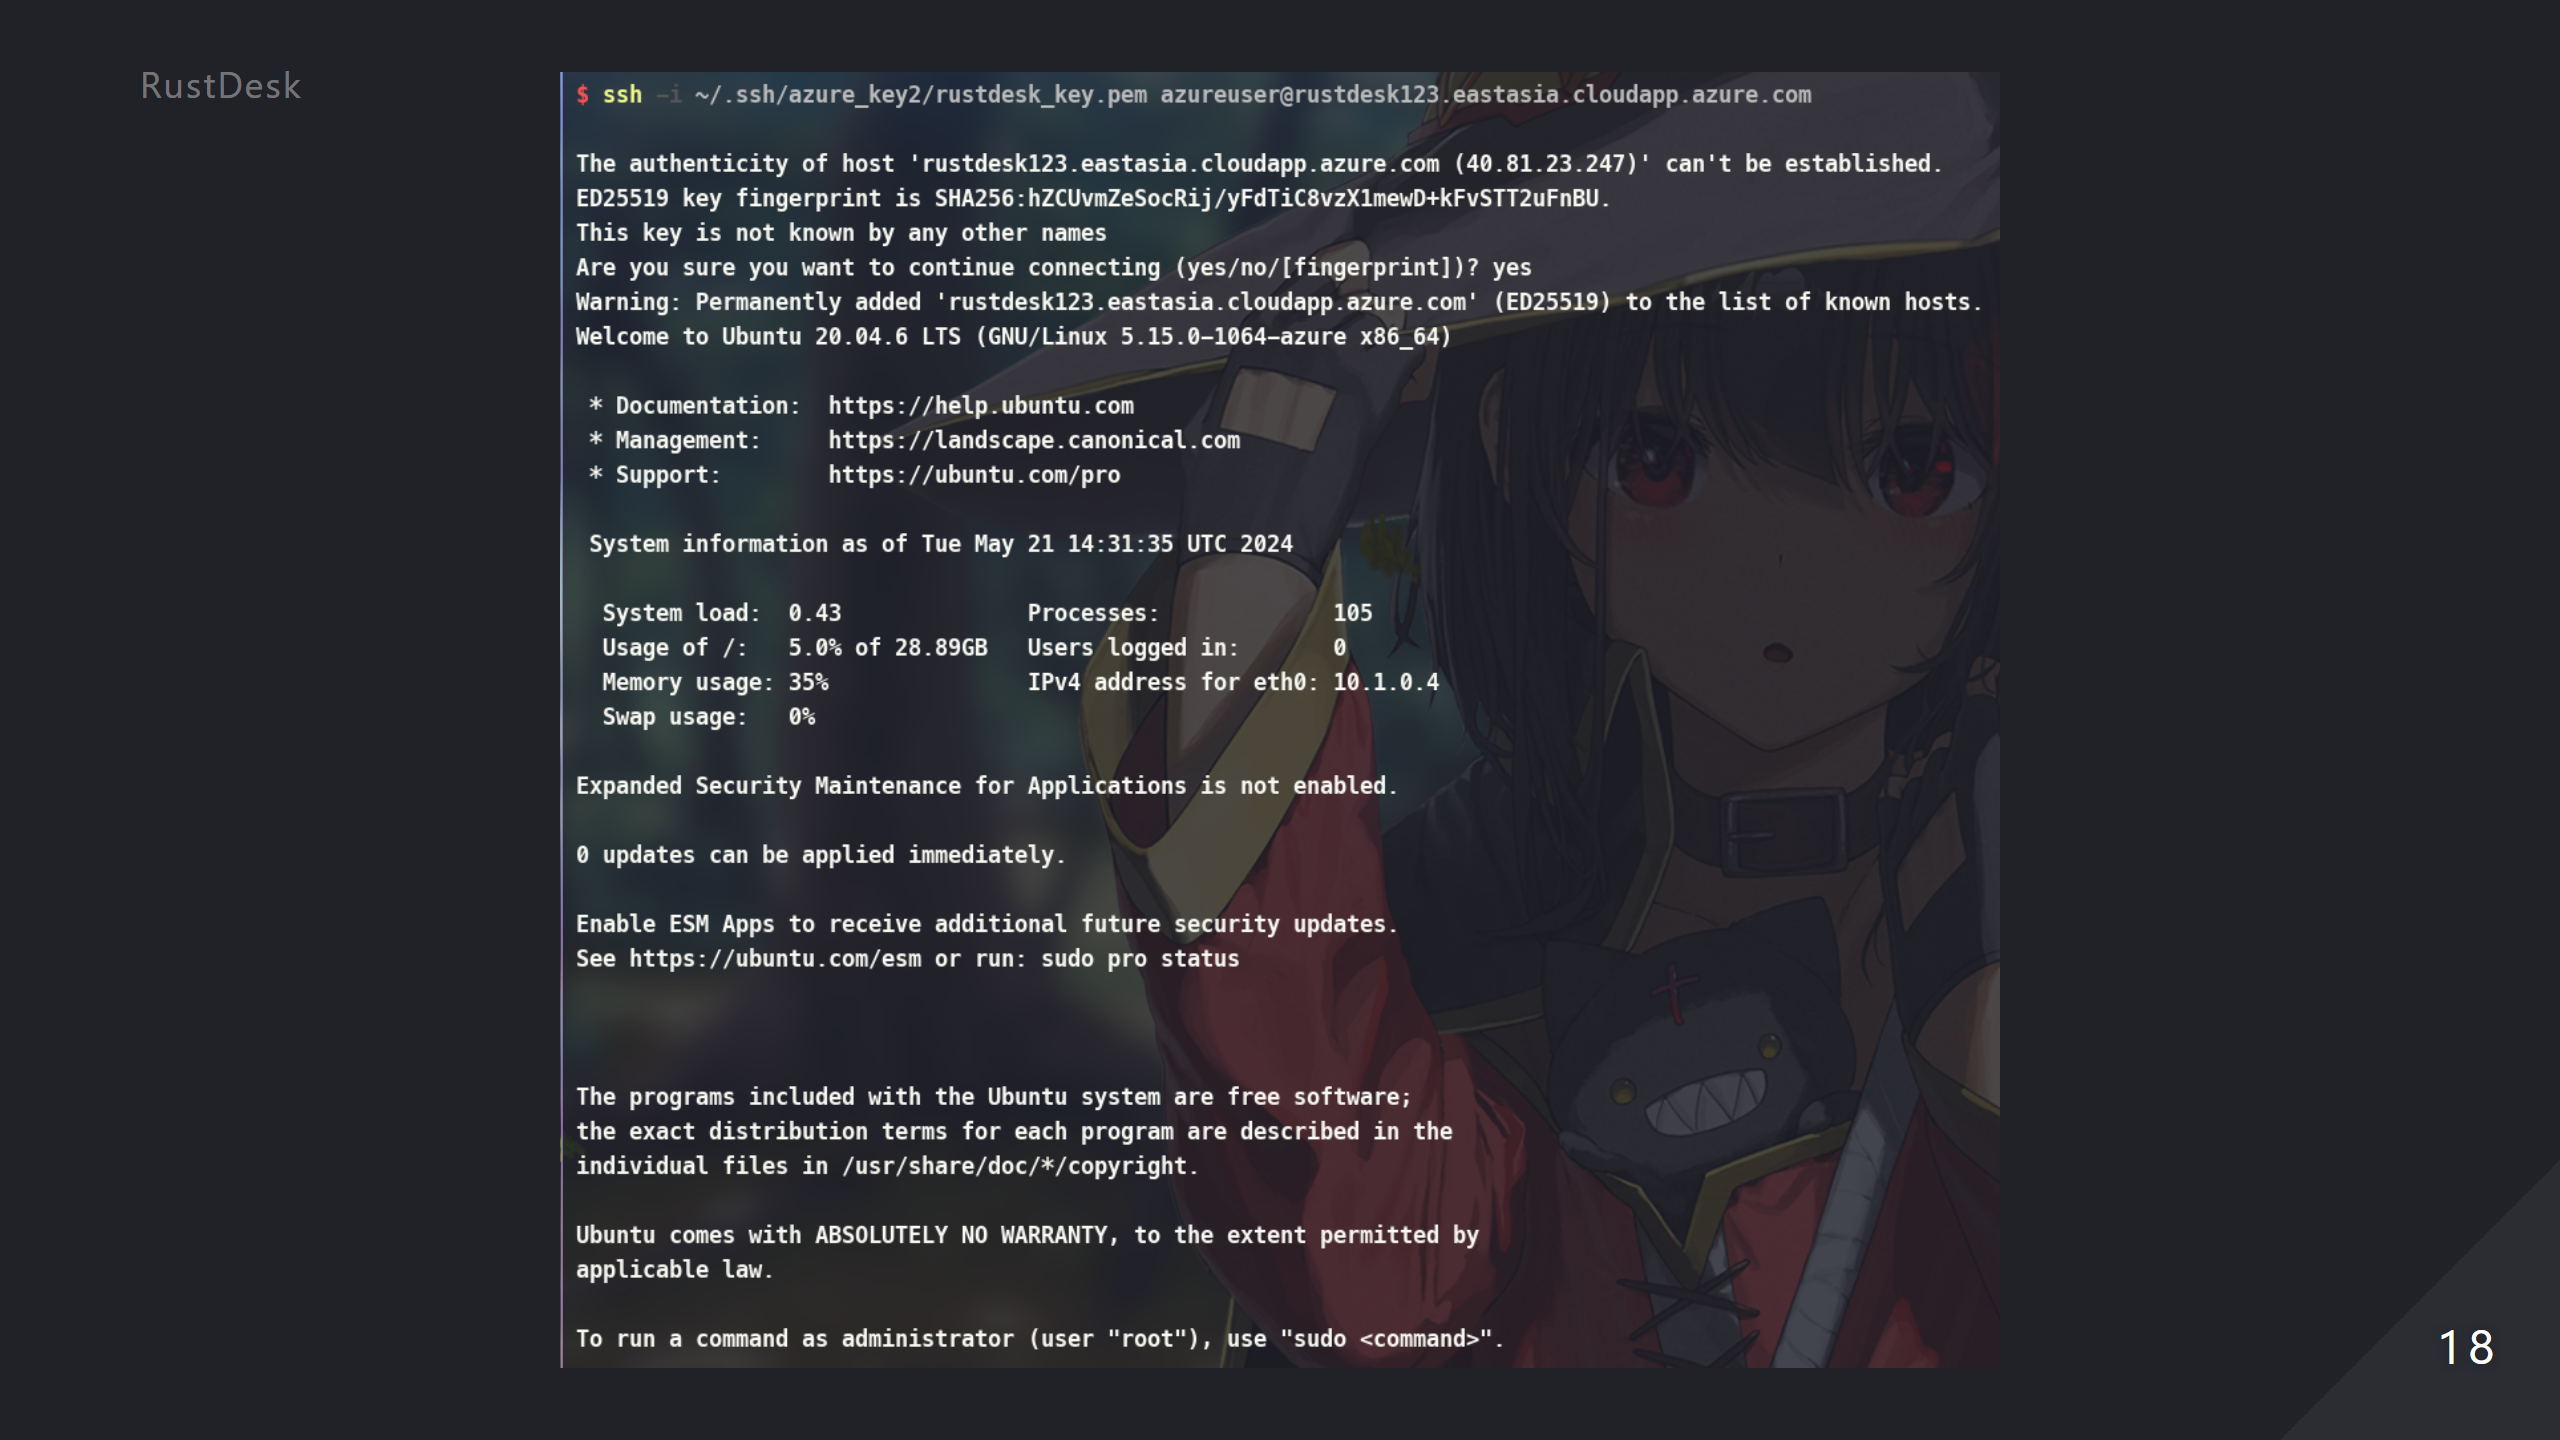 RustDesk
$ ssh -i ~/.ssh/azure_key2/rustdesk_key.pem azureuser@rustdesk123.eastasia.cloudapp.azure.com
The authenticity of host 'rustdesk123.eastasia.cloudapp.azure.com (40.81.23.247)' can't be established.
ED25519 key fingerprint is SHA256:hZCUvmZeSocRij/yFdTiC8vzX1mewD+kFvSTT2uFnBU.
This key is not known by any other names
Are you sure you want to continue connecting (yes/no/[fingerprint])? yes
Warning: Permanently added 'rustdesk123.eastasia.cloudapp.azure.com' (ED25519) to the list of known hosts.
Welcome to Ubuntu 20.04.6 LTS (GNU/Linux 5.15.0-1064-azure x86_64)
* Documentation:  https://help.ubuntu.com
* Management:     https://landscape.canonical.com
* Support:        https://ubuntu.com/pro
System information as of Tue May 21 14:31:35 UTC 2024
System load:  0.43              Processes:             105
Usage of /:   5.0% of 28.89GB   Users logged in:       0
Memory usage: 35%               IPv4 address for eth0: 10.1.0.4
Swap usage:   0%
Expanded Security Maintenance for Applications is not enabled.
0 updates can be applied immediately.
Enable ESM Apps to receive additional future security updates.
See https://ubuntu.com/esm or run: sudo pro status
The programs included with the Ubuntu system are free software;
the exact distribution terms for each program are described in the
individual files in /usr/share/doc/*/copyright.
Ubuntu comes with ABSOLUTELY NO WARRANTY, to the extent permitted by
applicable law.
To run a command as administrator (user "root"), use "sudo <command>".
18